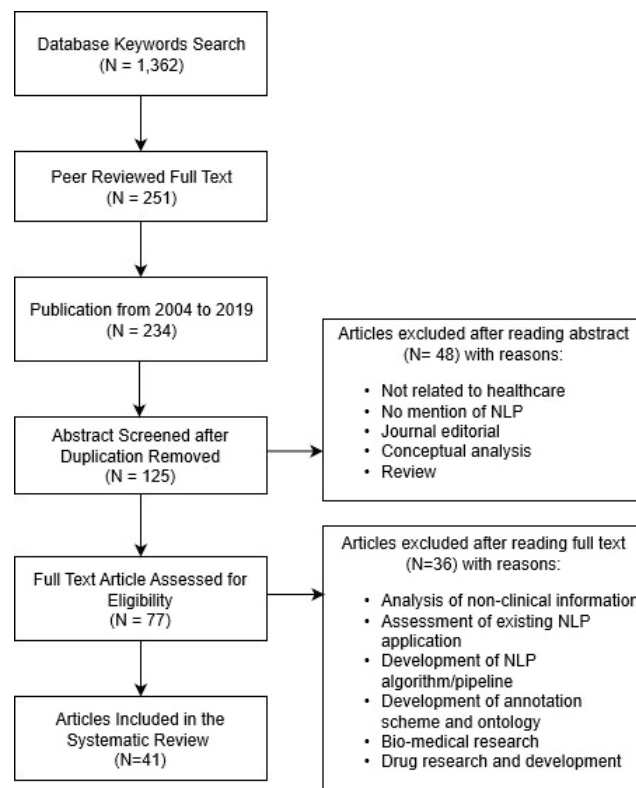 Database Keywords Search
(N = 1,362)
Peer Reviewed Full Text
(N = 251)
Publication from 2004 to 2019
(N = 234)
Abstract Screened after
Duplication Removed
(N = 125)
Articles excluded after reading abstract
(N= 48) with reasons:
• Not related to healthcare
• No mention of NLP
• Journal editorial
• Conceptual analysis
• Review
Full Text Article Assessed for
Eligibility
(N = 77)
Articles excluded after reading full text
(N=36) with reasons:
• Analysis of non-clinical information
• Assessment of existing NLP
application
• Development of NLP
algorithm/pipeline
• Development of annotation
scheme and ontology
• Bio-medical research
• Drug research and development
Articles Included in the
Systematic Review
(N=41)